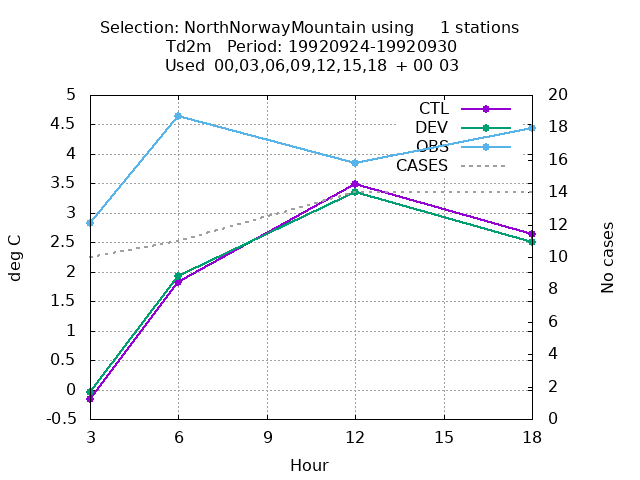 Selection: NorthNorwayMountain using 1 stations
Td2m Period: 19920924-19920930
Used 00,03,06,09,12,15,18 + 00 03
5 20
CTL
4.5 DEV 18
OBS
4 16
CASES
3.5 14
3 12
2.5 10
2 8
1.5 6
1 4
0.5 2
0 0
-0.5
deg C
No cases
3 6 9 12 15 18
Hour